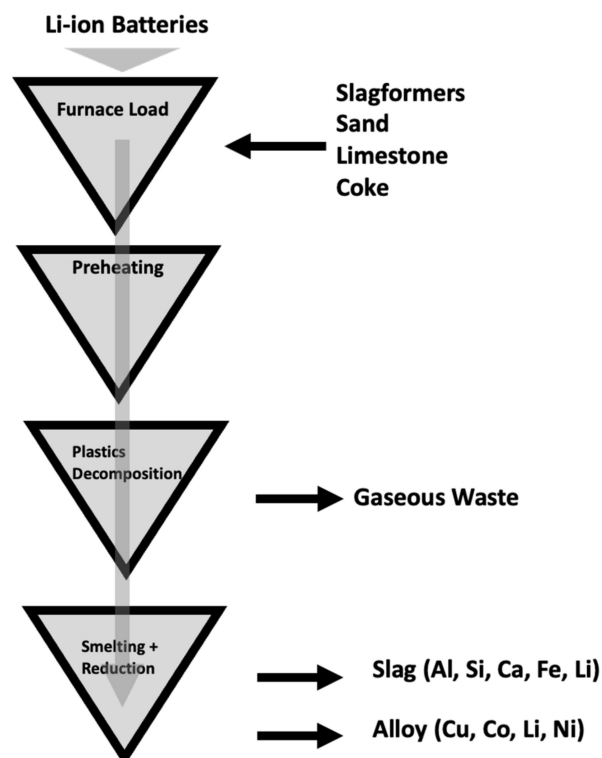 Li-ion Batteries
Furnace Load
Slagformers
Sand
Limestone
Coke
Preheating
Plastics
Decomposition
Gaseous Waste
Smelting +
Reduction
Slag (Al, Si, Ca, Fe, Li)
Alloy (Cu, Co, Li, Ni)